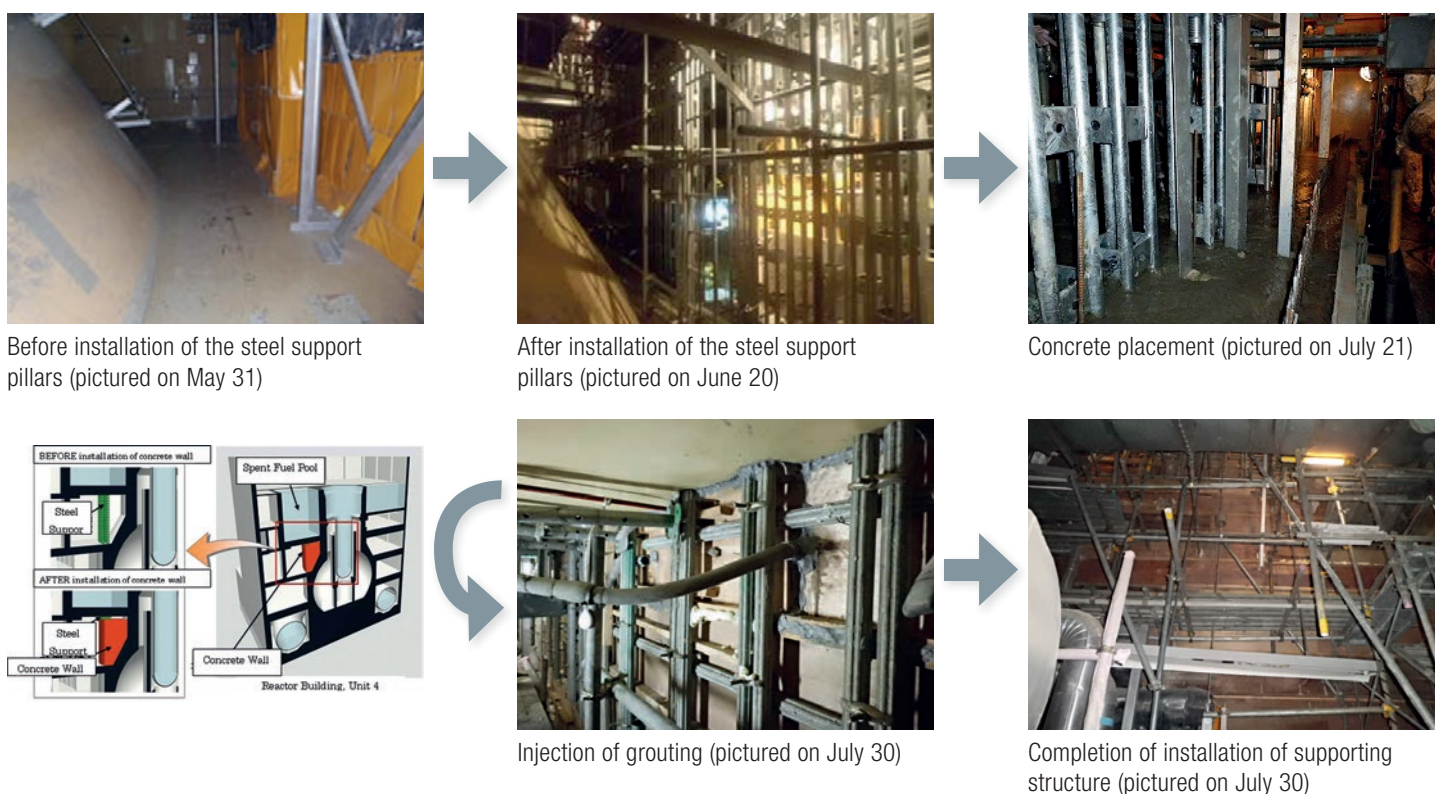 Before installation of the steel support
pillars (pictured on May 31)
After installation of the steel support
pillars (pictured on June 20)
Concrete placement (pictured on July 21)
BEFORE installation of concrete wall
Steel
Suppor
AFTER installation of concrete wall
Steel
Support
Concrete Wall
Spent Fuel Pool
Concrete Wall
Reactor Building, Unit 4
Injection of grouting (pictured on July 30)
Completion of installation of supporting
structure (pictured on July 30)